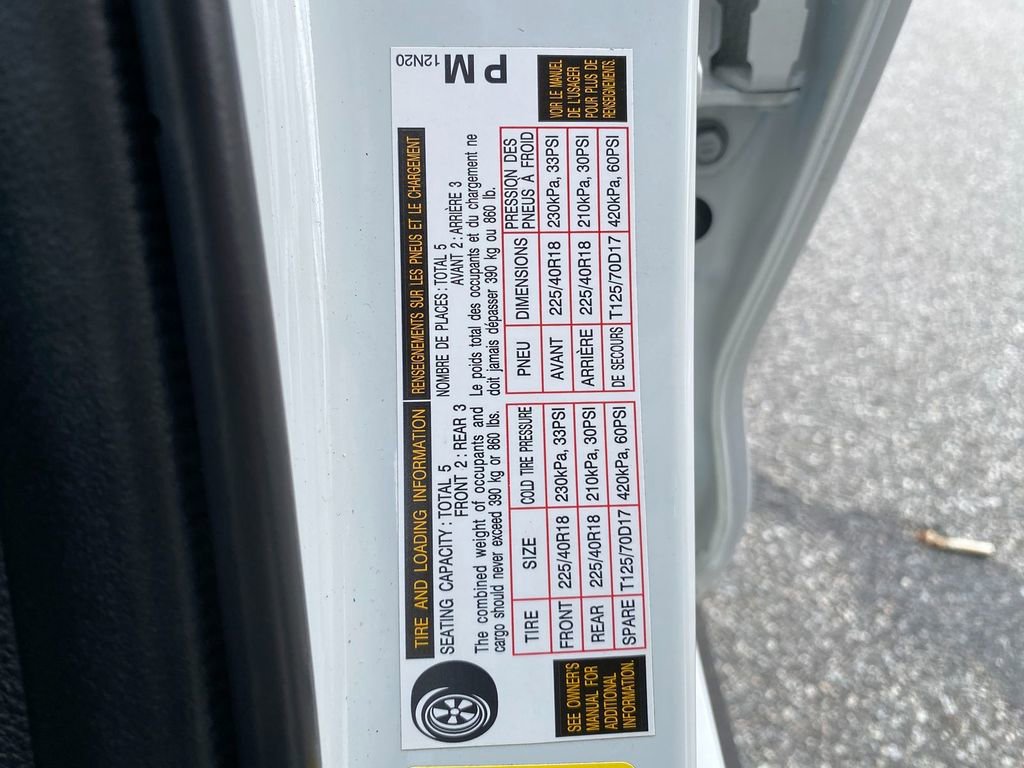 TIRE AND LOADING INFORMATION
RENSEIGNEMENTS SUR LES PNEUS ET LE CHARGEMENT
SEATING CAPACITY : TOTAL 5
FRONT 2 : REAR 3
The combined weight of occupants and
cargo should never exceed 390 kg or 860 lbs.
NOMBRE DE PLACES : TOTAL 5
AVANT 2 : ARRIÈRE 3
Le poids total des occupants et du chargement ne
doit jamais dépasser 390 kg ou 860 lb.
TIRE SIZE COLD TIRE PRESSURE
FRONT 225/40R18 230kPa, 33PSI
REAR 225/40R18 210kPa, 30PSI
SPARE T125/70D17 420kPa, 60PSI
PNEU DIMENSIONS PRESSION DES
PNEUS À FROID
AVANT 225/40R18 230kPa, 33PSI
ARRIÈRE 225/40R18 210kPa, 30PSI
DE SECOURS T125/70D17 420kPa, 60PSI
SEE OWNER'S
MANUAL FOR
ADDITIONAL
INFORMATION.
VOIR LE MANUEL
DE L'USAGER
POUR PLUS DE
RENSEIGNEMENTS.
12N20
PM